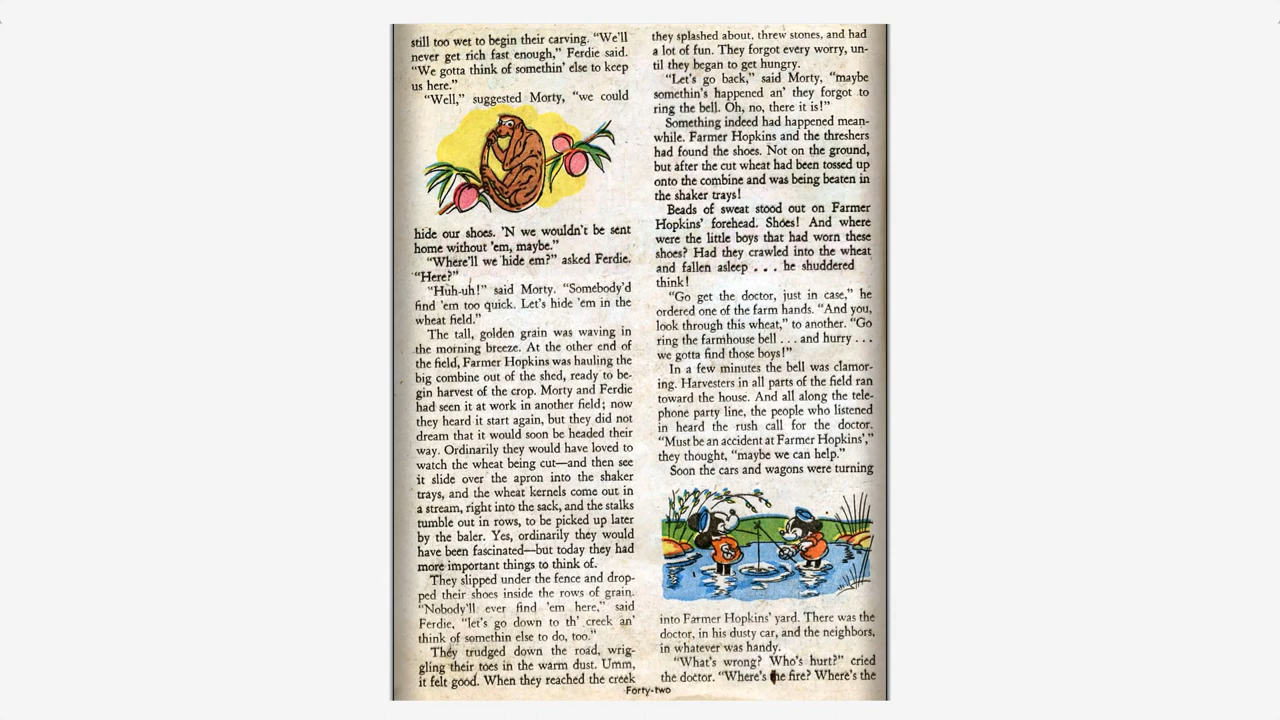 still too wet to begin their carving. “We'll
never get rich fast enough,” Ferdie said.
“We gotta think of somethin' else to keep
us here.”
“Well,” suggested Morty, “we could
hide our shoes. 'N we wouldn't be sent
home without 'em, maybe.”
“Where'll we hide em?” asked Ferdie.
“Here?”
“Huh-uh!” said Morty. “Somebody'd
find 'em too quick. Let's hide 'em in the
wheat field.”
The tall, golden grain was waving in
the morning breeze. At the other end of
the field, Farmer Hopkins was hauling the
big combine out of the shed, ready to be-
gin harvest of the crop. Morty and Ferdie
had seen it at work in another field; now
they heard it start again, but they did not
dream that it would soon be headed their
way. Ordinarily they would have loved to
watch the wheat being cut—and then see
it slide over the apron into the shaker
trays, and the wheat kernels come out in
a stream, right into the sack, and the stalks
tumble out in rows, to be picked up later
by the baler. Yes, ordinarily they would
have been fascinated—but today they had
more important things to think of.
They slipped under the fence and drop-
ped their shoes inside the rows of grain.
“Nobody'll ever find 'em here,” said
Ferdie, “let's go down to th' creek an'
think of somethin else to do, too.”
They trudged down the road, wrig-
gling their toes in the warm dust. Umm,
it felt good. When they reached the creek
they splashed about, threw stones, and had
a lot of fun. They forgot every worry, un-
til they began to get hungry.
“Let's go back,” said Morty, “maybe
somethin's happened an' they forgot to
ring the bell. Oh, no, there it is!”
Something indeed had happened mean-
while. Farmer Hopkins and the threshers
had found the shoes. Not on the ground,
but after the cut wheat had been tossed up
onto the combine and was being beaten in
the shaker trays!
Beads of sweat stood out on Farmer
Hopkins' forehead. Shoes! And where
were the little boys that had worn these
shoes? Had they crawled into the wheat
and fallen asleep . . . he shuddered
think!
“Go get the doctor, just in case,” he
ordered one of the farm hands. “And you,
look through this wheat,” to another. “Go
ring the farmhouse bell . . . and hurry . . .
we gotta find those boys!”
In a few minutes the bell was clamor-
ing. Harvesters in all parts of the field ran
toward the house. And all along the tele-
phone party line, the people who listened
in heard the rush call for the doctor.
“Must be an accident at Farmer Hopkins',”
they thought, “maybe we can help.”
Soon the cars and wagons were turning
into Farmer Hopkins' yard. There was the
doctor, in his dusty car, and the neighbors,
in whatever was handy.
“What's wrong? Who's hurt?” cried
the doctor. “Where's the fire? Where's the
Forty-two